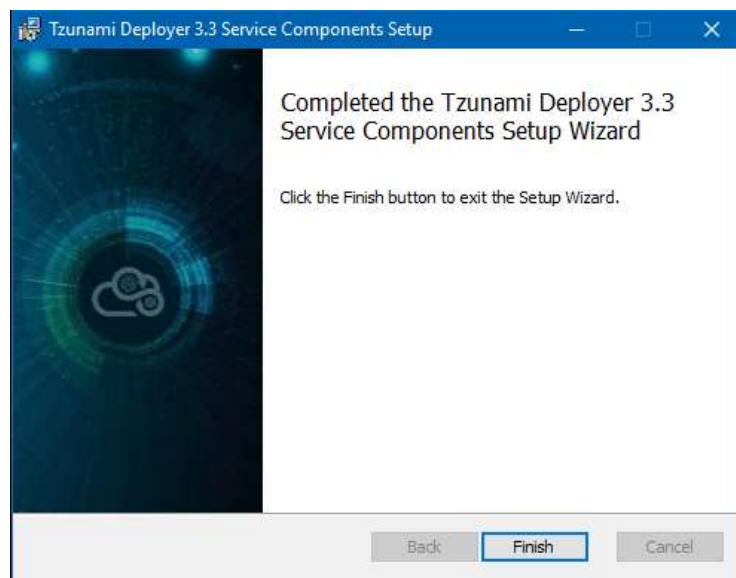 Tzunami Deployer 3.3 Service Components Setup
Completed the Tzunami Deployer 3.3
Service Components Setup Wizard
Click the Finish button to exit the Setup Wizard.
Back Finish Cancel